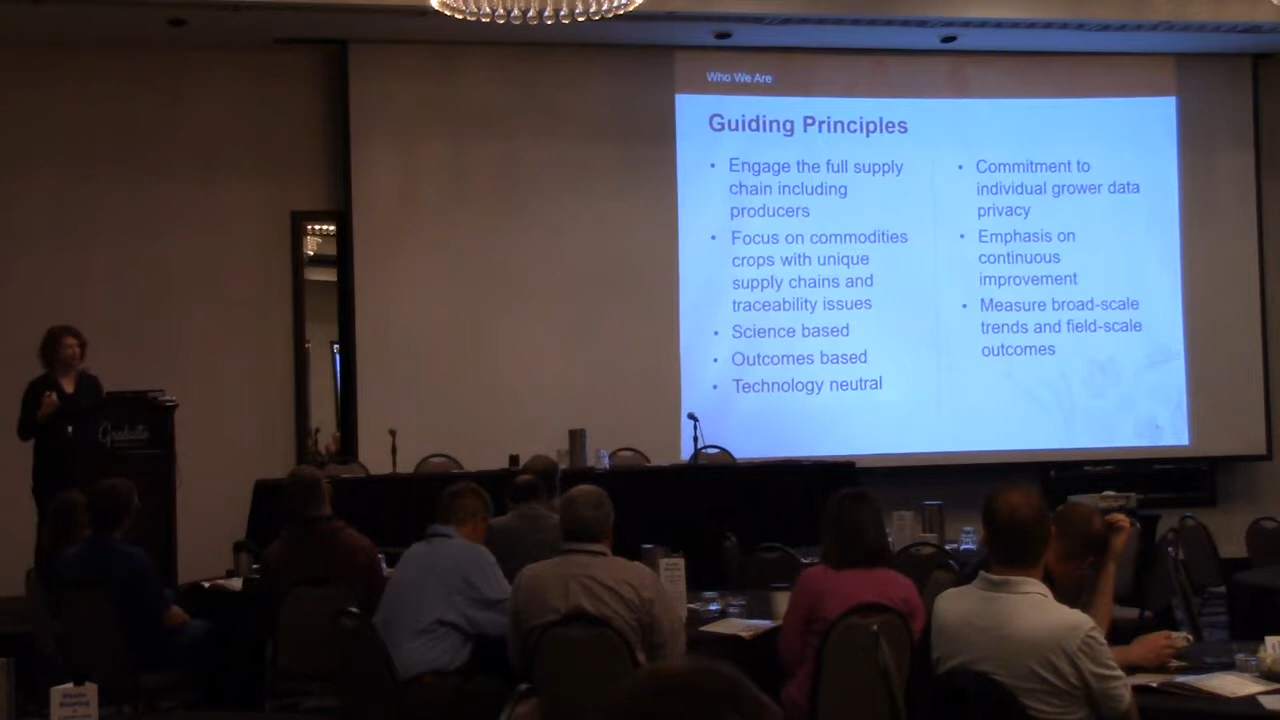 Who We Are
Guiding Principles
• Engage the full supply
chain including
producers
• Focus on commodities
crops with unique
supply chains and
traceability issues
• Science based
• Outcomes based
• Technology neutral
• Commitment to
individual grower data
privacy
• Emphasis on
continuous
improvement
• Measure broad-scale
trends and field-scale
outcomes
Graduate